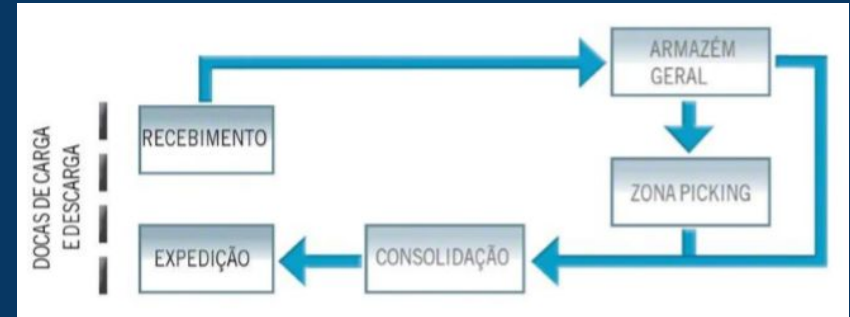 ARMAZÉM
GERAL
RECEBIMENTO
DOCAS DE CARGA
E DESCARGA
ZONA PICKING
EXPEDIÇÃO
CONSOLIDAÇÃO